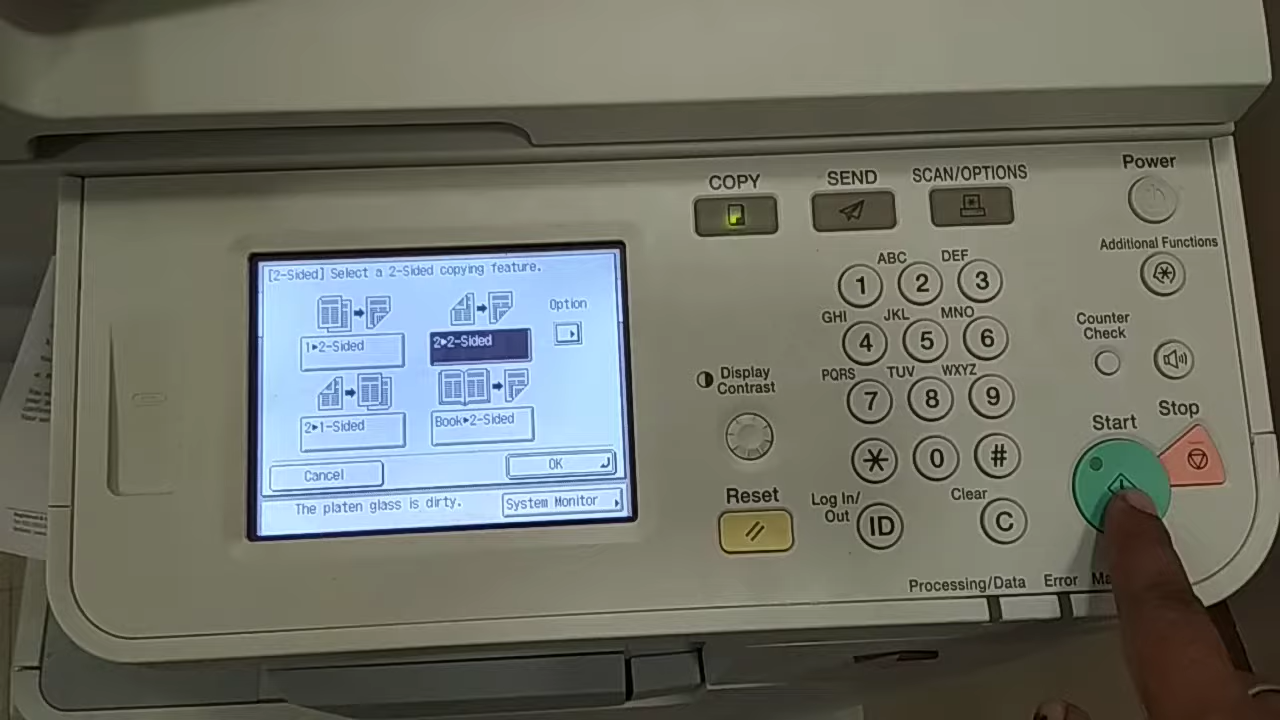 [2-Sided] Select a 2-Sided copying feature.
Option
1▸2-Sided
2▸2-Sided
2▸1-Sided
Book▸2-Sided
Cancel
OK
The platen glass is dirty.
System Monitor
COPY
SEND
SCAN/OPTIONS
Power
Additional Functions
Display
Contrast
Reset
ABC
DEF
1
2
3
GHI
JKL
MNO
4
5
6
PQRS
TUV
WXYZ
7
8
9
*
0
#
Log In/
Out
ID
Clear
C
Counter
Check
Start
Stop
Processing/Data
Error
Ma